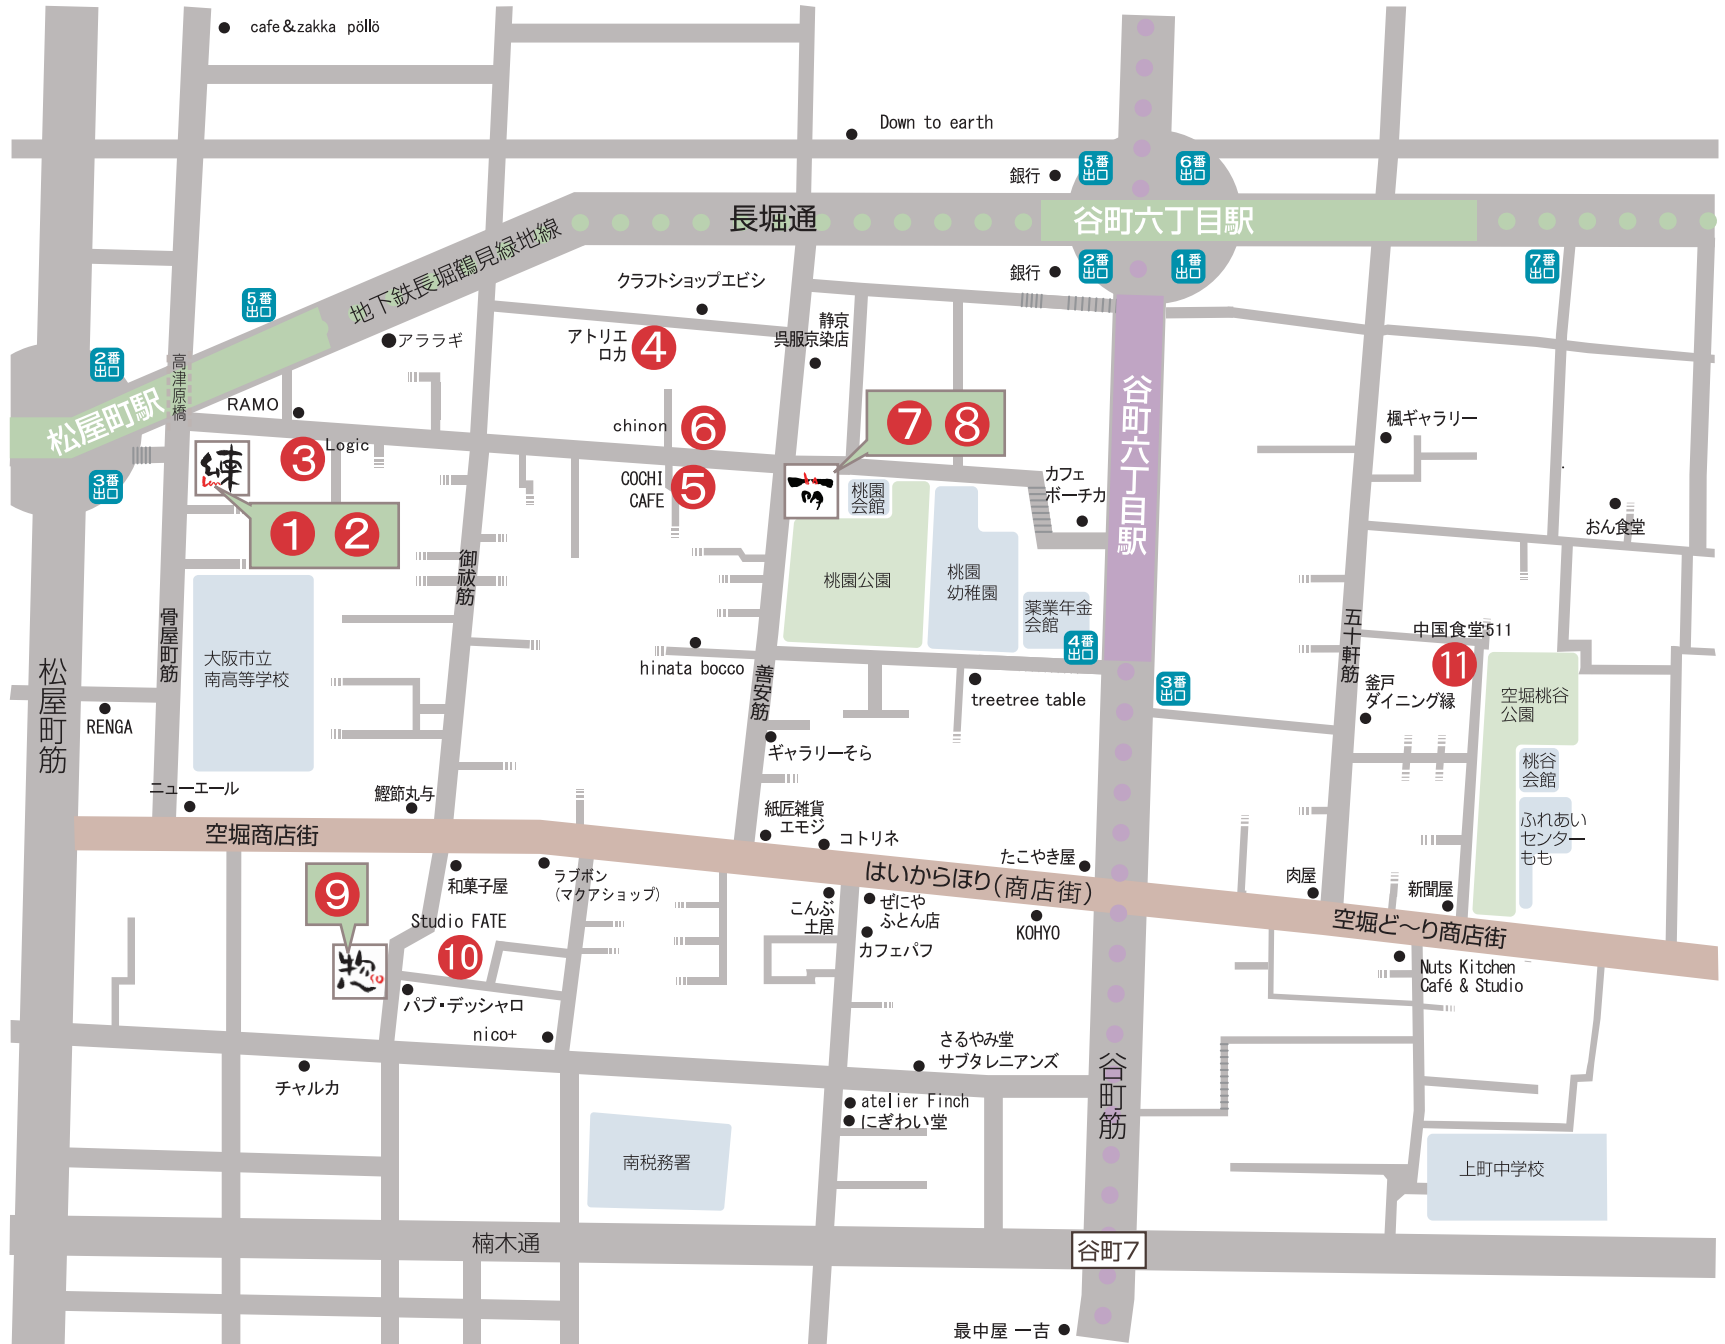 cafe&zakka pöllö
Down to earth
銀行
5番
出口
6番
出口
長堀通
谷町六丁目駅
地下鉄長堀鶴見緑地線
銀行
2番
出口
1番
出口
7番
出口
5番
出口
クラフトショップエビシ
静京
呉服京染店
アトリエ
ロカ
4
アララギ
2番
出口
高津原橋
松屋町駅
3番
出口
RAMO
Logic
3
練
1 2
chinon
6
COCHI
CAFE
5
7 8
萌
桃園
会館
カフェ
ボーチカ
谷町六丁目駅
楓ギャラリー
おん食堂
桃園公園
桃園
幼稚園
薬業年金
会館
4番
出口
3番
出口
御祓筋
骨屋町筋
大阪市立
南高等学校
松屋町筋
RENGA
hinata bocco
善安筋
treetree table
ギャラリーそら
五十軒筋
中国食堂511
11
釜戸
ダイニング縁
空堀桃谷
公園
桃谷
会館
ふれあい
センター
もも
ニューエール
鰹節丸与
紙匠雑貨
エモジ
コトリネ
空堀商店街
はいからほり(商店街)
空堀ど〜り商店街
たこやき屋
肉屋
新聞屋
9
惣
和菓子屋
ラブポン
(マクアショップ)
Studio FATE
10
こんぶ
土居
ぜにや
ふとん店
カフェパフ
KOHYO
Nuts Kitchen
Café & Studio
パブ・デッシャロ
nico+
チャルカ
さるやみ堂
サブタレニアンズ
谷町筋
atelier Finch
にぎわい堂
南税務署
上町中学校
楠木通
谷町7
最中屋 一吉